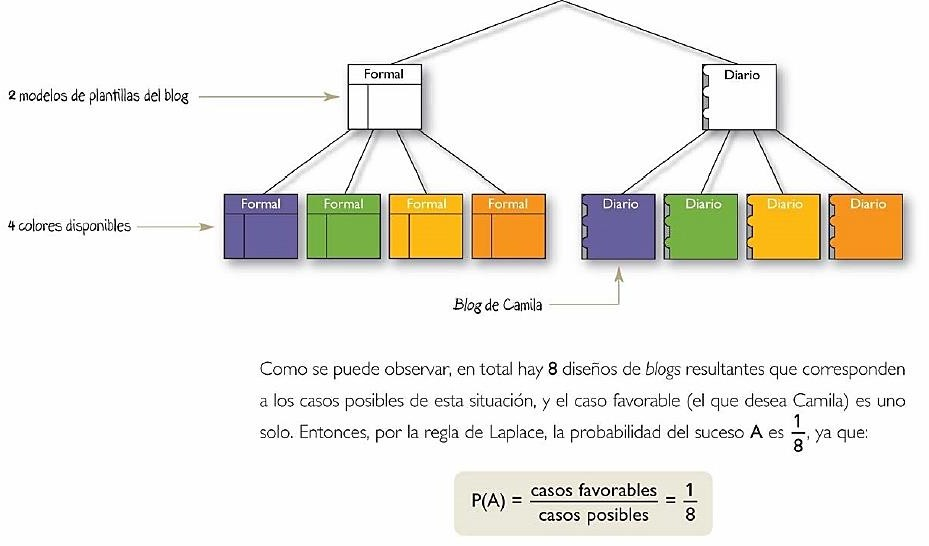 Formal
Diario
2 modelos de plantillas del blog
Formal
Formal
Formal
Formal
Diario
Diario
Diario
Diario
4 colores disponibles
Blog de Camila
Como se puede observar, en total hay 8 diseños de blogs resultantes que corresponden
a los casos posibles de esta situación, y el caso favorable (el que desea Camila) es uno
solo. Entonces, por la regla de Laplace, la probabilidad del suceso A es 1/8, ya que:
P(A) = casos favorables/casos posibles = 1/8